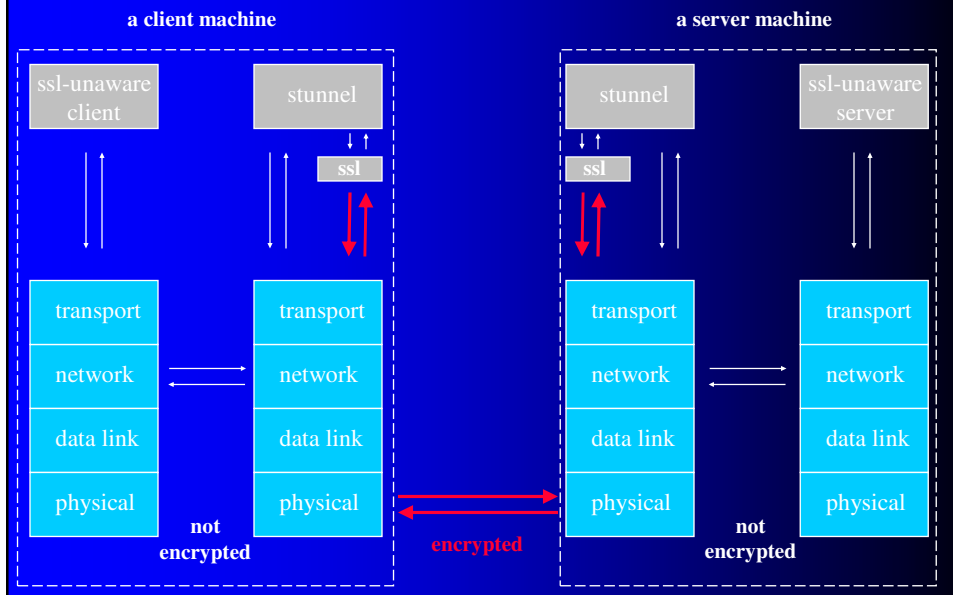 a client machine
a server machine
ssl-unaware
client
stunnel
stunnel
ssl-unaware
server
ssl
ssl
transport
transport
transport
transport
network
network
network
network
data link
data link
data link
data link
physical
physical
physical
physical
not
encrypted
encrypted
not
encrypted